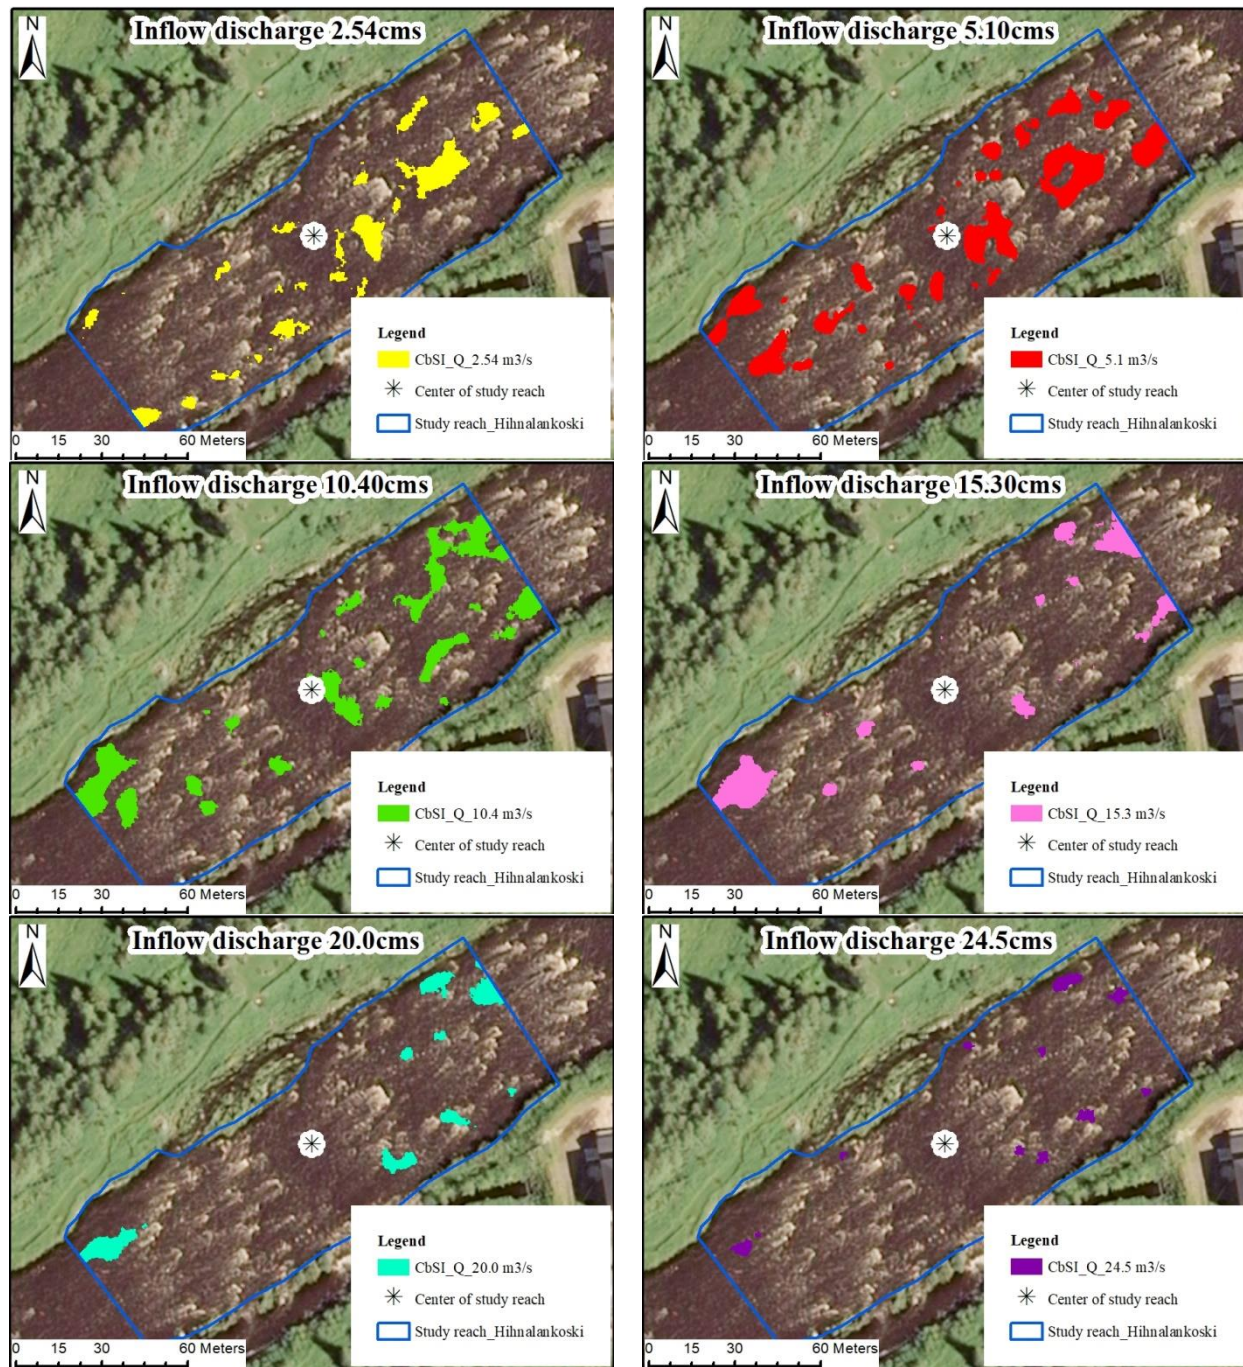 Inflow discharge 2.54cms
N
Legend
CbSI_Q_2.54 m3/s
Center of study reach
Study reach_Hihnalankoski
0 15 30 60 Meters
Inflow discharge 5.10cms
N
Legend
CbSI_Q_5.1 m3/s
Center of study reach
Study reach_Hihnalankoski
0 15 30 60 Meters
Inflow discharge 10.40cms
N
Legend
CbSI_Q_10.4 m3/s
Center of study reach
Study reach_Hihnalankoski
0 15 30 60 Meters
Inflow discharge 15.30cms
N
Legend
CbSI_Q_15.3 m3/s
Center of study reach
Study reach_Hihnalankoski
0 15 30 60 Meters
Inflow discharge 20.0cms
N
Legend
CbSI_Q_20.0 m3/s
Center of study reach
Study reach_Hihnalankoski
0 15 30 60 Meters
Inflow discharge 24.5cms
N
Legend
CbSI_Q_24.5 m3/s
Center of study reach
Study reach_Hihnalankoski
0 15 30 60 Meters